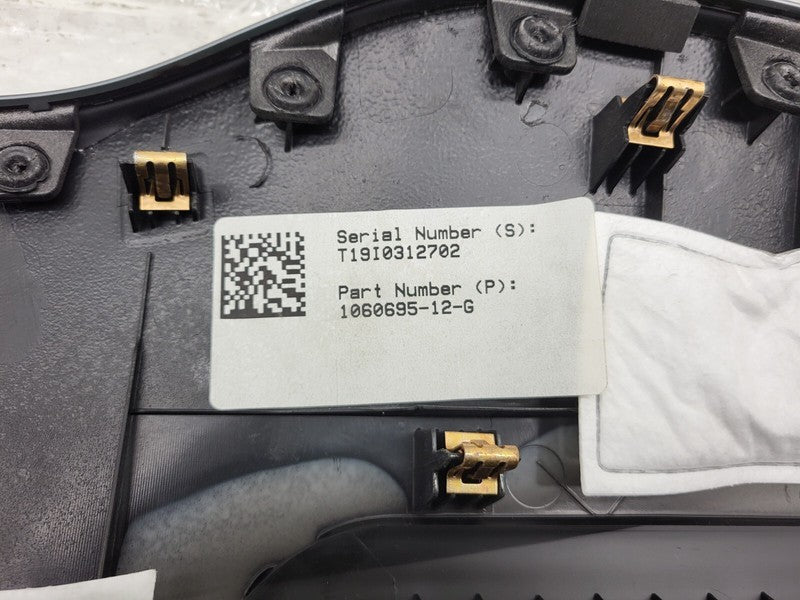 Serial Number (S):
T19I0312702
Part Number (P):
1060695-12-G